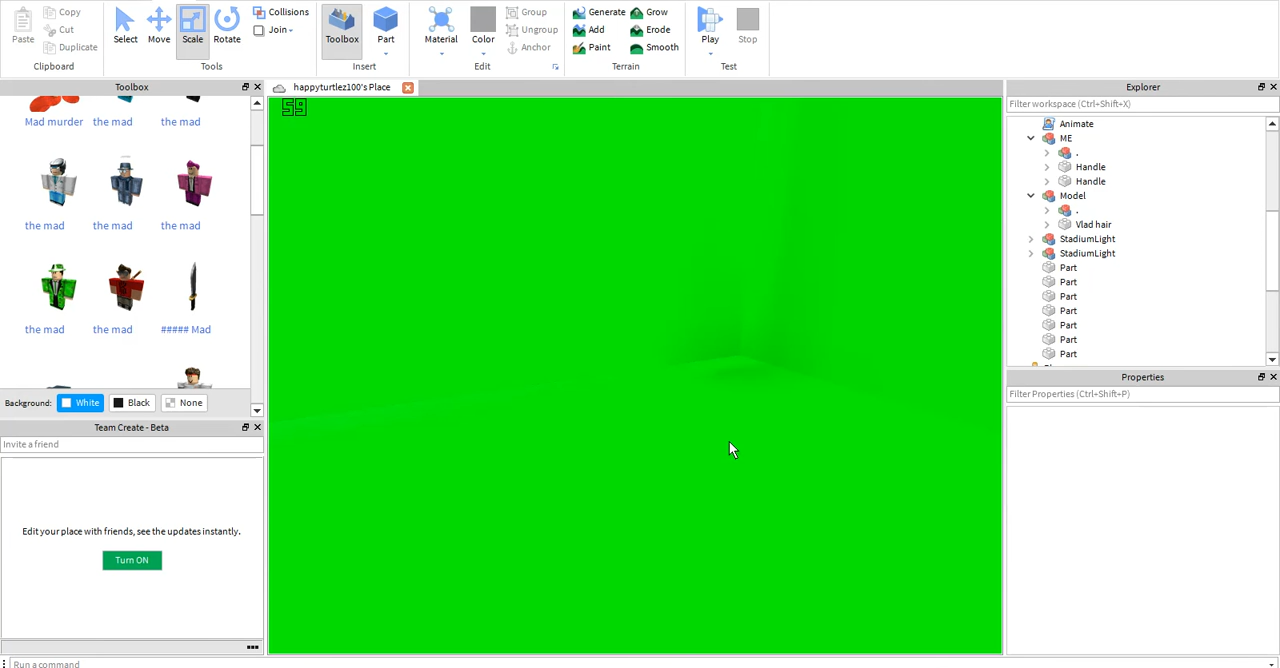 Paste
Copy
Cut
Duplicate
Clipboard
Select
Move
Scale
Rotate
Collisions
Join
Tools
Toolbox
Part
Insert
Material
Color
Group
Ungroup
Anchor
Edit
Generate
Grow
Add
Erode
Paint
Smooth
Terrain
Play
Stop
Test
Toolbox
Mad murder
the mad
the mad
the mad
the mad
the mad
the mad
the mad
##### Mad
Background:
White
Black
None
Team Create - Beta
Invite a friend
Edit your place with friends, see the updates instantly.
Turn ON
Run a command
happyturtlez100's Place
59
Explorer
Filter workspace (Ctrl+Shift+X)
Animate
ME
.
Handle
Handle
Model
.
Vlad hair
StadiumLight
StadiumLight
Part
Part
Part
Part
Part
Part
Part
Properties
Filter Properties (Ctrl+Shift+P)